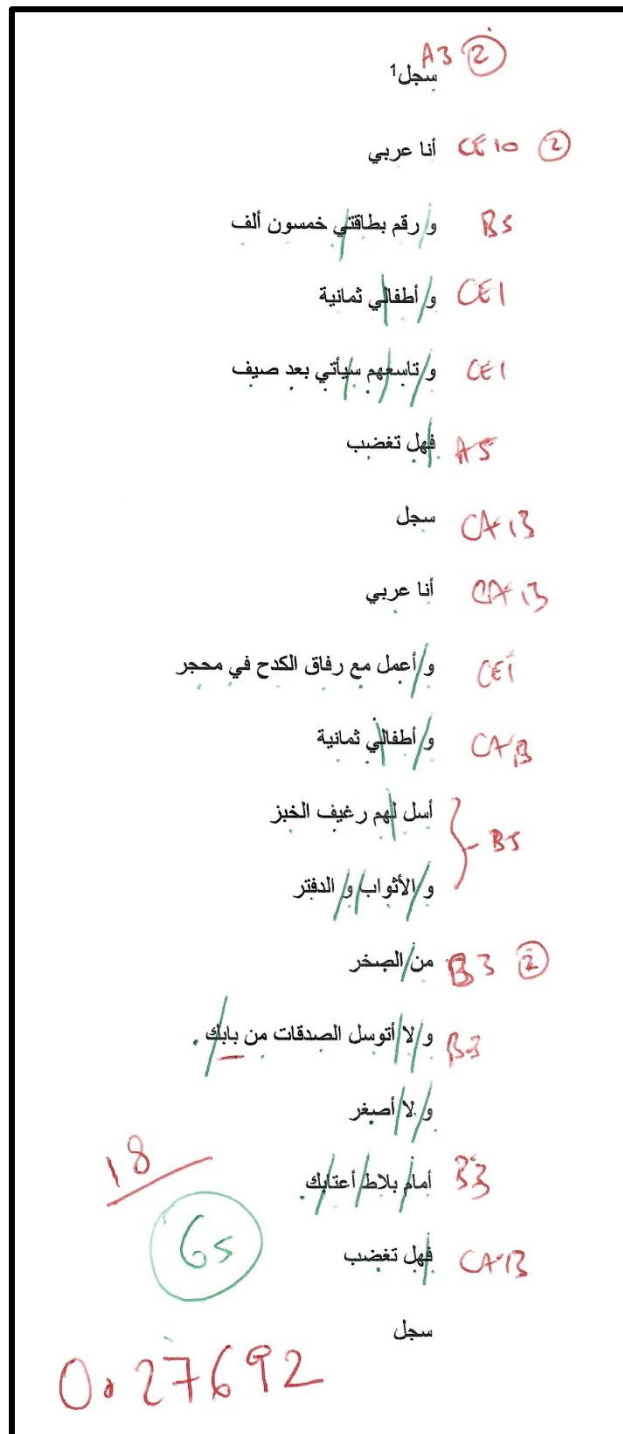 سجل¹ A3 ②
أنا عربي CE10 ②
و رقم بطاقتي خمسون ألف B5
و أطفالي ثمانية CE1
و تاسعهم سيأتي بعد صيف CE1
فهل تغضب A5
سجل CA13
أنا عربي CA13
و أعمل مع رفاق الكدح في محجر CE1
و أطفالي ثمانية CA13
أسل لهم رغيف الخبز
و الأثواب و الدفتر B5
من الصخر B3 ②
و لا أتوسل الصدقات من بابك. B3
و لا أصغر
أمام بلاط أعتابك. B3
فهل تغضب CA13
سجل
18
65
0.27692